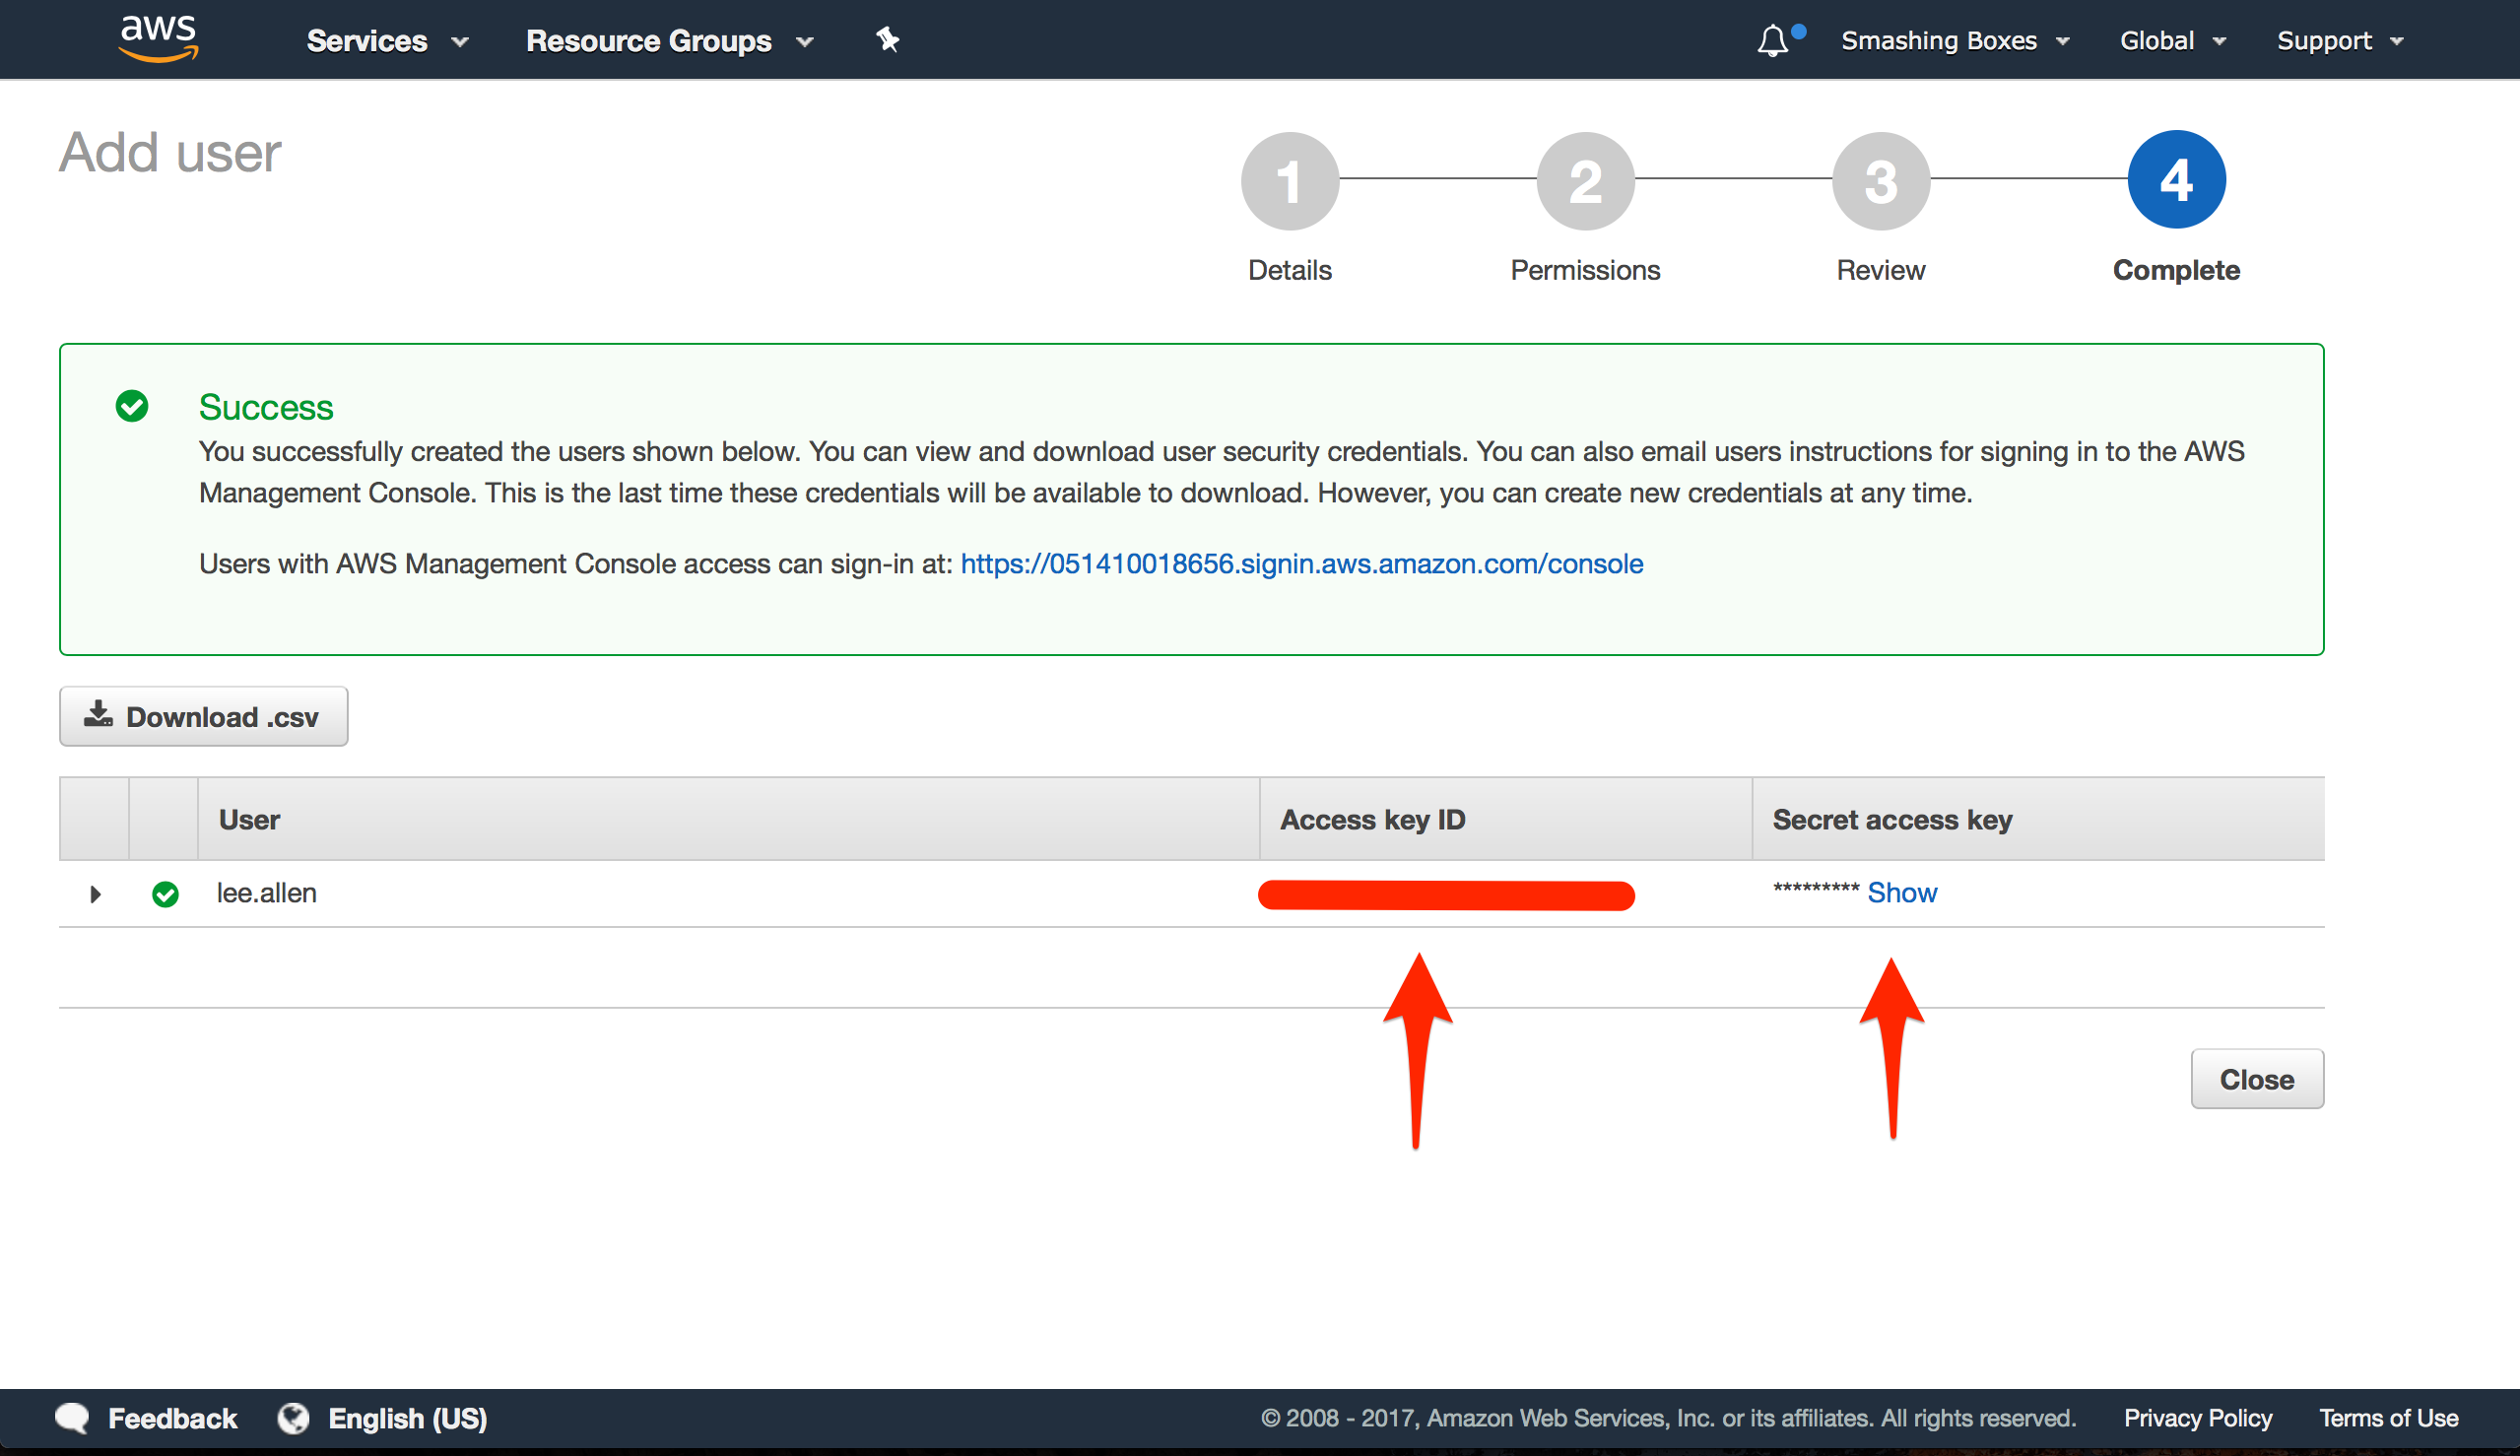 aws Services Resource Groups Smashing Boxes Global Support
Add user
1 2 3 4
Details Permissions Review Complete
Success
You successfully created the users shown below. You can view and download user security credentials. You can also email users instructions for signing in to the AWS
Management Console. This is the last time these credentials will be available to download. However, you can create new credentials at any time.
Users with AWS Management Console access can sign-in at: https://051410018656.signin.aws.amazon.com/console
Download .csv
User Access key ID Secret access key
lee.allen ********* Show
Close
Feedback English (US) © 2008 - 2017, Amazon Web Services, Inc. or its affiliates. All rights reserved. Privacy Policy Terms of Use